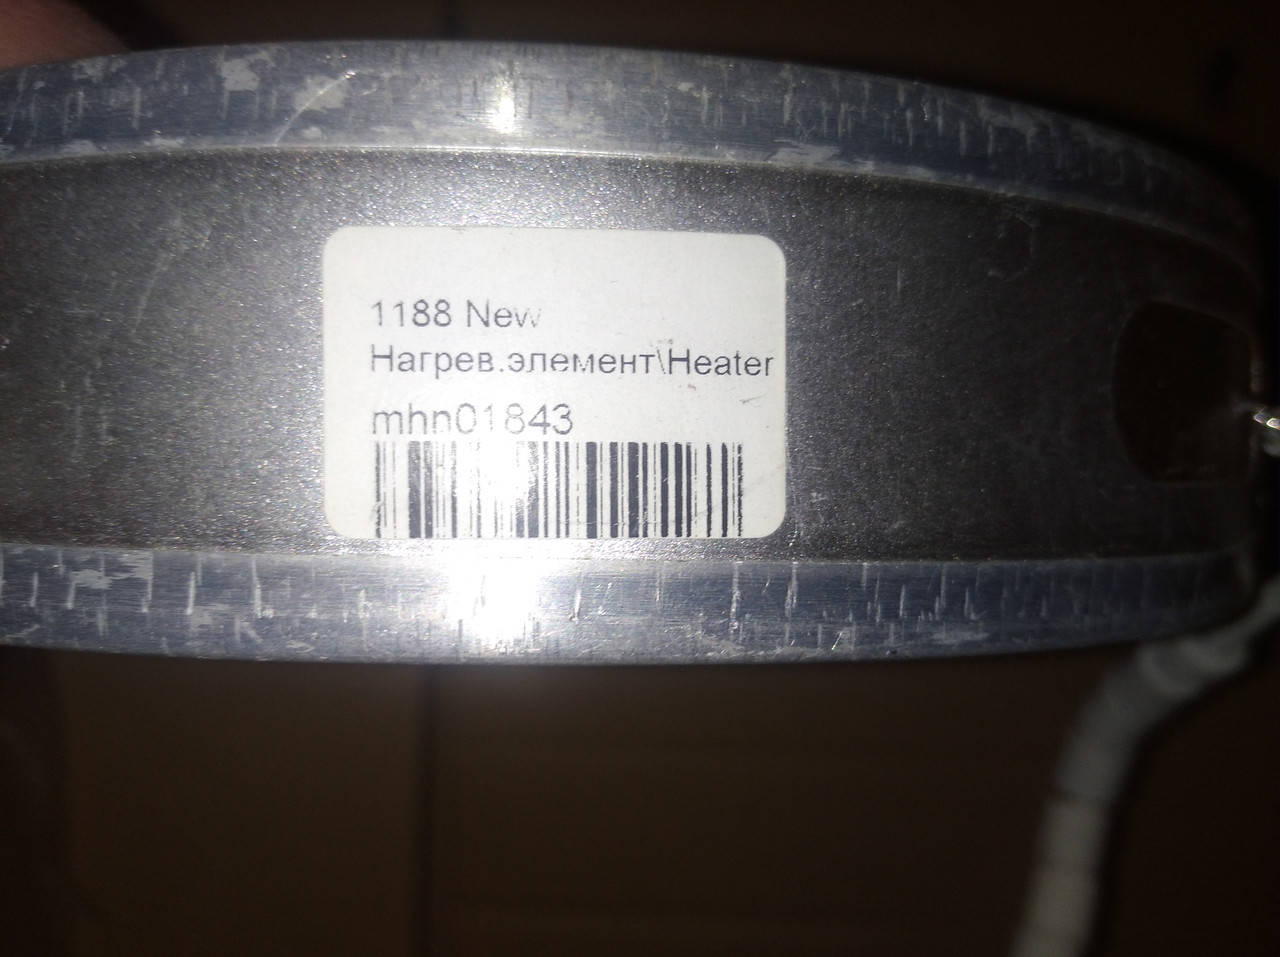 1188 New
Нагрев.элемент\Heater
mhn01843